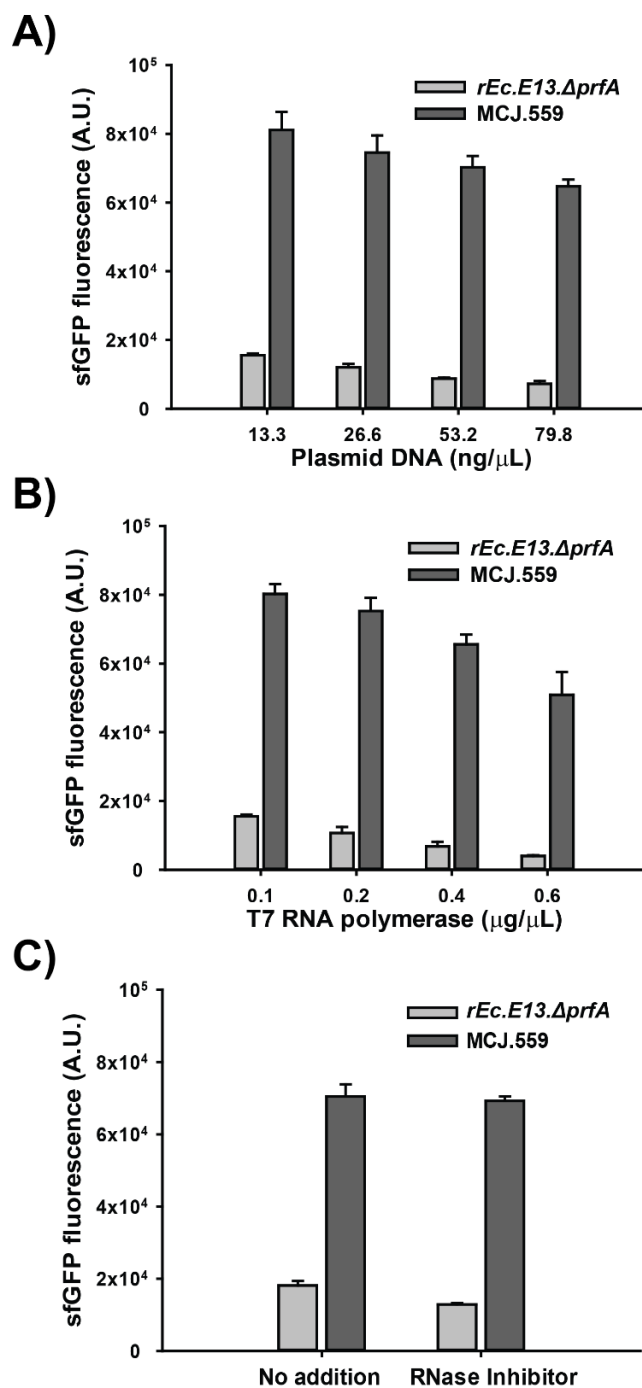 A)
10⁵
8x10⁴
6x10⁴
4x10⁴
2x10⁴
0
sfGFP fluorescence (A.U.)
rEc.E13.ΔprfA
MCJ.559
13.3 26.6 53.2 79.8
Plasmid DNA (ng/μL)
B)
10⁵
8x10⁴
6x10⁴
4x10⁴
2x10⁴
0
sfGFP fluorescence (A.U.)
rEc.E13.ΔprfA
MCJ.559
0.1 0.2 0.4 0.6
T7 RNA polymerase (μg/μL)
C)
10⁵
8x10⁴
6x10⁴
4x10⁴
2x10⁴
0
sfGFP fluorescence (A.U.)
rEc.E13.ΔprfA
MCJ.559
No addition RNase Inhibitor